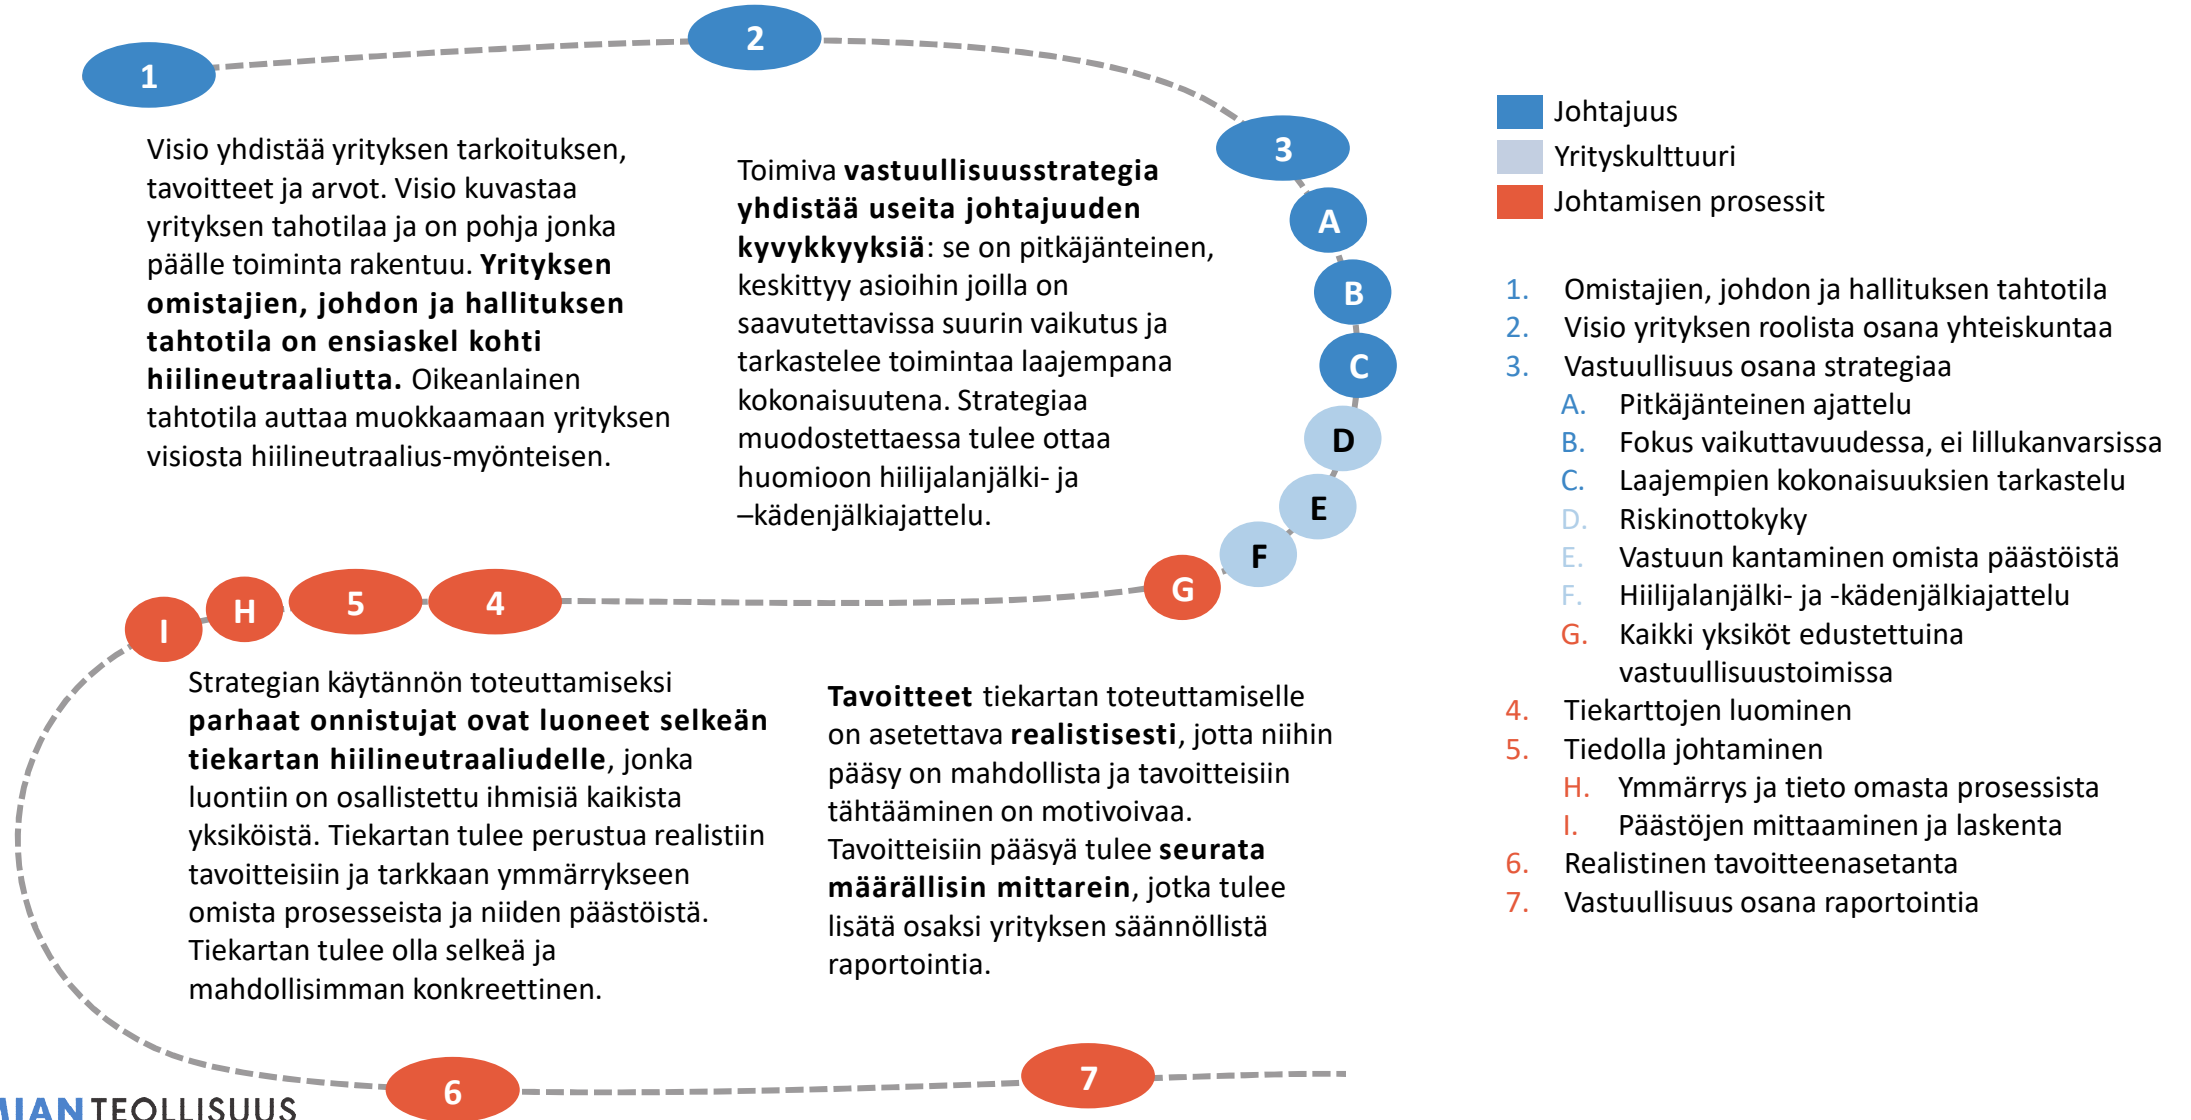 1
2
3
A
B
C
D
E
F
G
4
5
H
I
6
7
Visio yhdistää yrityksen tarkoituksen,
tavoitteet ja arvot. Visio kuvastaa
yrityksen tahotilaa ja on pohja jonka
päälle toiminta rakentuu. Yrityksen
omistajien, johdon ja hallituksen
tahtotila on ensiaskel kohti
hiilineutraaliutta. Oikeanlainen
tahtotila auttaa muokkaamaan yrityksen
visiosta hiilineutraalius-myönteisen.
Toimiva vastuullisuusstrategia
yhdistää useita johtajuuden
kyvykkyyksiä: se on pitkäjänteinen,
keskittyy asioihin joilla on
saavutettavissa suurin vaikutus ja
tarkastelee toimintaa laajempana
kokonaisuutena. Strategiaa
muodostettaessa tulee ottaa
huomioon hiilijalanjälki- ja
–kädenjälkiajattelu.
Strategian käytännön toteuttamiseksi
parhaat onnistujat ovat luoneet selkeän
tiekartan hiilineutraaliudelle, jonka
luontiin on osallistettu ihmisiä kaikista
yksiköistä. Tiekartan tulee perustua realistiin
tavoitteisiin ja tarkkaan ymmärrykseen
omista prosesseista ja niiden päästöistä.
Tiekartan tulee olla selkeä ja
mahdollisimman konkreettinen.
Tavoitteet tiekartan toteuttamiselle
on asetettava realistisesti, jotta niihin
pääsy on mahdollista ja tavoitteisiin
tähtääminen on motivoivaa.
Tavoitteisiin pääsyä tulee seurata
määrällisin mittarein, jotka tulee
lisätä osaksi yrityksen säännöllistä
raportointia.
Johtajuus
Yrityskulttuuri
Johtamisen prosessit
1. Omistajien, johdon ja hallituksen tahtotila
2. Visio yrityksen roolista osana yhteiskuntaa
3. Vastuullisuus osana strategiaa
A. Pitkäjänteinen ajattelu
B. Fokus vaikuttavuudessa, ei lillukanvarsissa
C. Laajempien kokonaisuuksien tarkastelu
D. Riskinottokyky
E. Vastuun kantaminen omista päästöistä
F. Hiilijalanjälki- ja -kädenjälkiajattelu
G. Kaikki yksiköt edustettuina
vastuullisuustoimissa
4. Tiekarttojen luominen
5. Tiedolla johtaminen
H. Ymmärrys ja tieto omasta prosessista
I. Päästöjen mittaaminen ja laskenta
6. Realistinen tavoitteenasetanta
7. Vastuullisuus osana raportointia
MIAN TEOLLISUUS